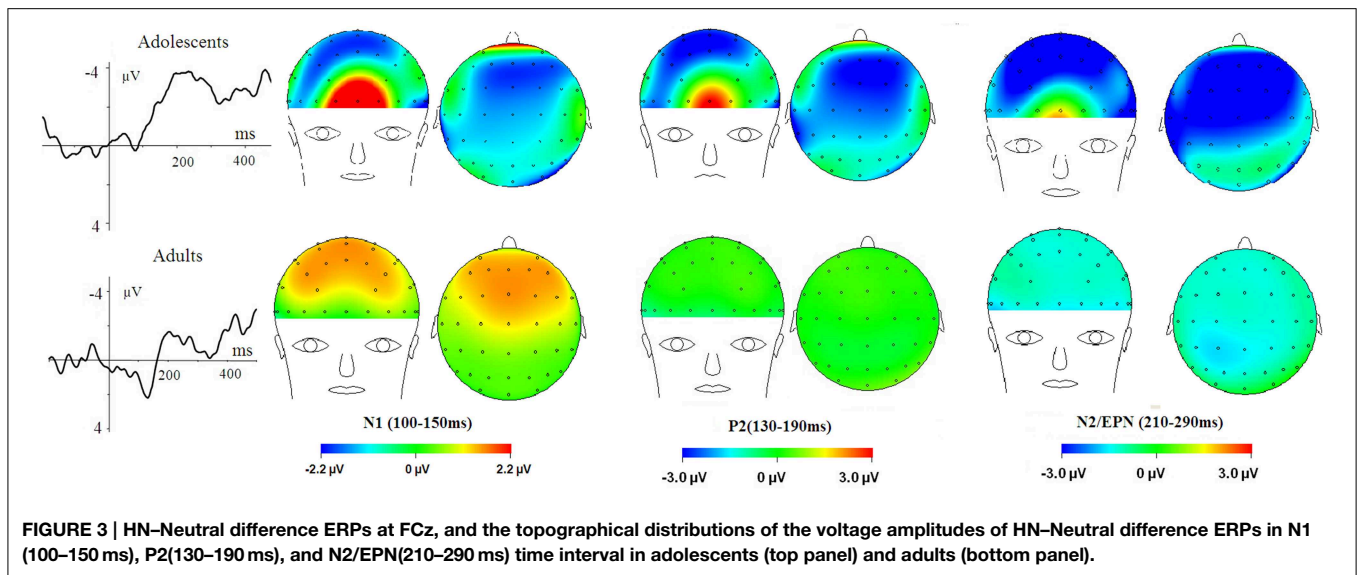 Adolescents
-4
µV
ms
200
400
4
Adults
-4
µV
ms
200
400
4
N1 (100-150ms)
-2.2 µV
0 µV
2.2 µV
P2(130-190ms)
-3.0 µV
0 µV
3.0 µV
N2/EPN (210-290ms)
-3.0 µV
0 µV
3.0 µV
FIGURE 3 | HN–Neutral difference ERPs at FCz, and the topographical distributions of the voltage amplitudes of HN–Neutral difference ERPs in N1
(100–150 ms), P2(130–190 ms), and N2/EPN(210–290 ms) time interval in adolescents (top panel) and adults (bottom panel).